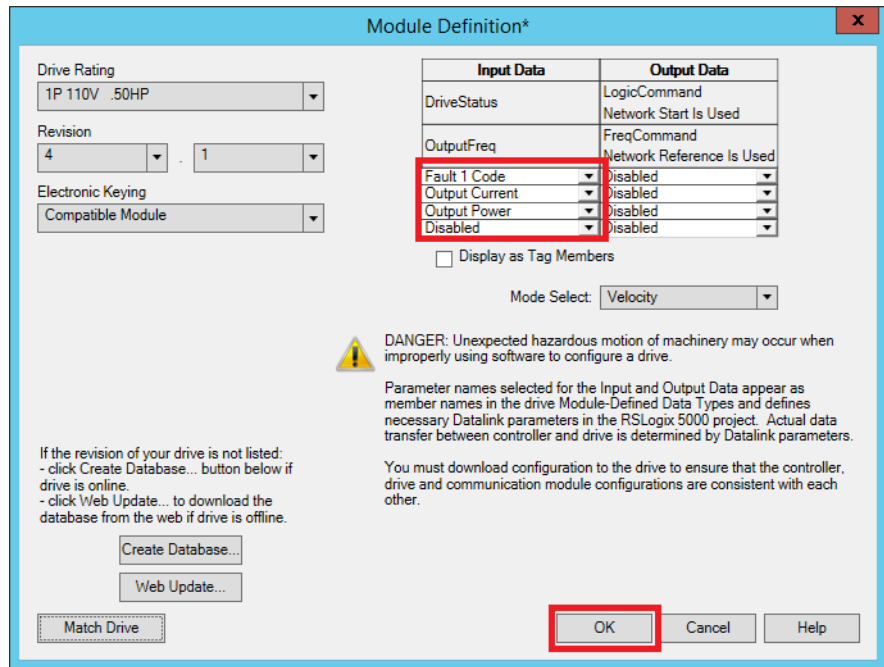 Module Definition*
x
Drive Rating
1P 110V .50HP
Revision
4 . 1
Electronic Keying
Compatible Module
Input Data Output Data
DriveStatus
LogicCommand
Network Start Is Used
OutputFreq
FreqCommand
Network Reference Is Used
Fault 1 Code Disabled
Output Current Disabled
Output Power Disabled
Disabled Disabled
Display as Tag Members
Mode Select: Velocity
DANGER: Unexpected hazardous motion of machinery may occur when
improperly using software to configure a drive.
Parameter names selected for the Input and Output Data appear as
member names in the drive Module-Defined Data Types and defines
necessary Datalink parameters in the RSLogix 5000 project. Actual data
transfer between controller and drive is determined by Datalink parameters.
You must download configuration to the drive to ensure that the controller,
drive and communication module configurations are consistent with each
other.
If the revision of your drive is not listed:
- click Create Database... button below if
drive is online.
- click Web Update... to download the
database from the web if drive is offline.
Create Database...
Web Update...
Match Drive
OK Cancel Help